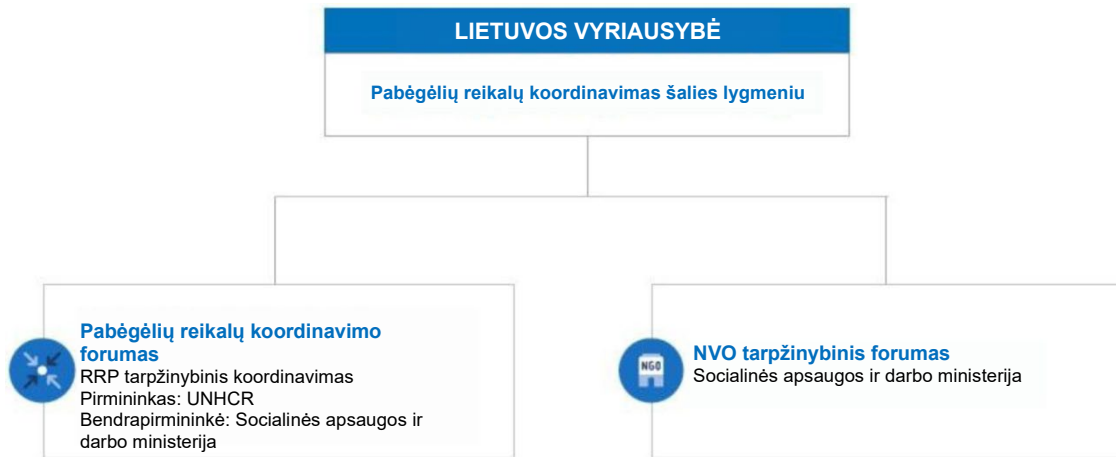 LIETUVOS VYRIAUSYBĖ
Pabėgėlių reikalų koordinavimas šalies lygmeniu
Pabėgėlių reikalų koordinavimo
forumas
RRP tarpžinybinis koordinavimas
Pirmininkas: UNHCR
Bendrapirmininkė: Socialinės apsaugos ir
darbo ministerija
NGO
NVO tarpžinybinis forumas
Socialinės apsaugos ir darbo ministerija